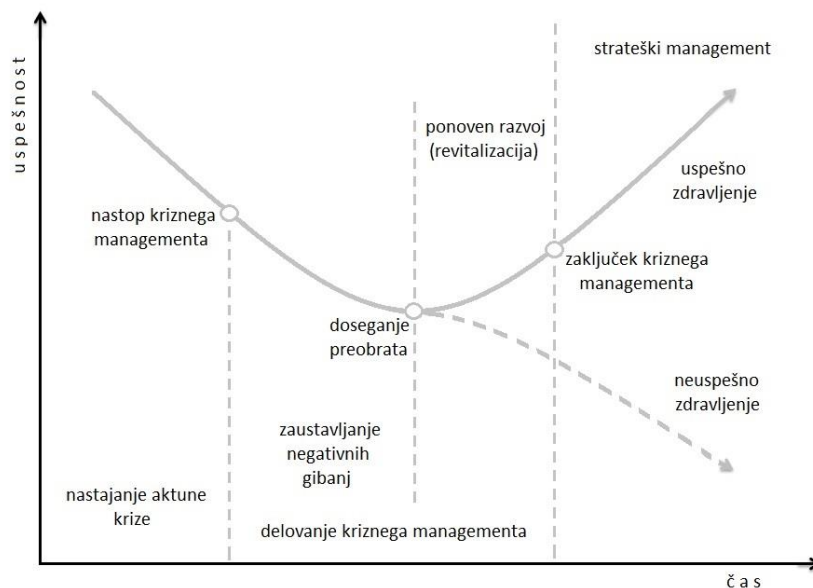 uspešnost
strateški management
ponoven razvoj
(revitalizacija)
uspešno
zdravljenje
nastop kriznega
managementa
zaključek kriznega
managementa
doseganje
preobrata
neuspešno
zdravljenje
zaustavljanje
negativnih
gibanj
nastajanje aktune
krize
delovanje kriznega managementa
čas